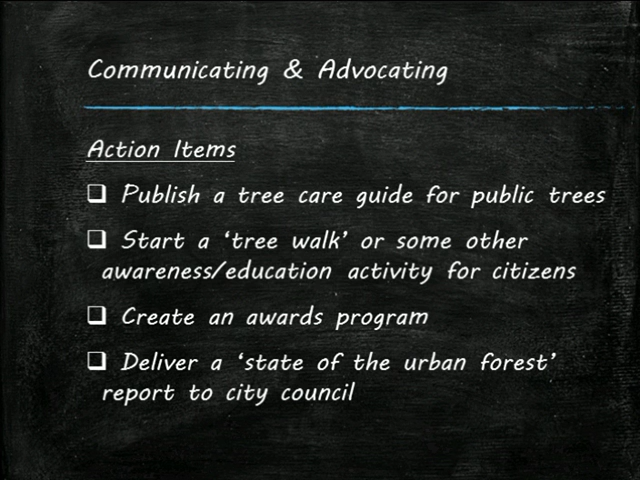 Communicating & Advocating
Action Items
❑ Publish a tree care guide for public trees
❑ Start a ‘tree walk’ or some other
awareness/education activity for citizens
❑ Create an awards program
❑ Deliver a ‘state of the urban forest’
report to city council